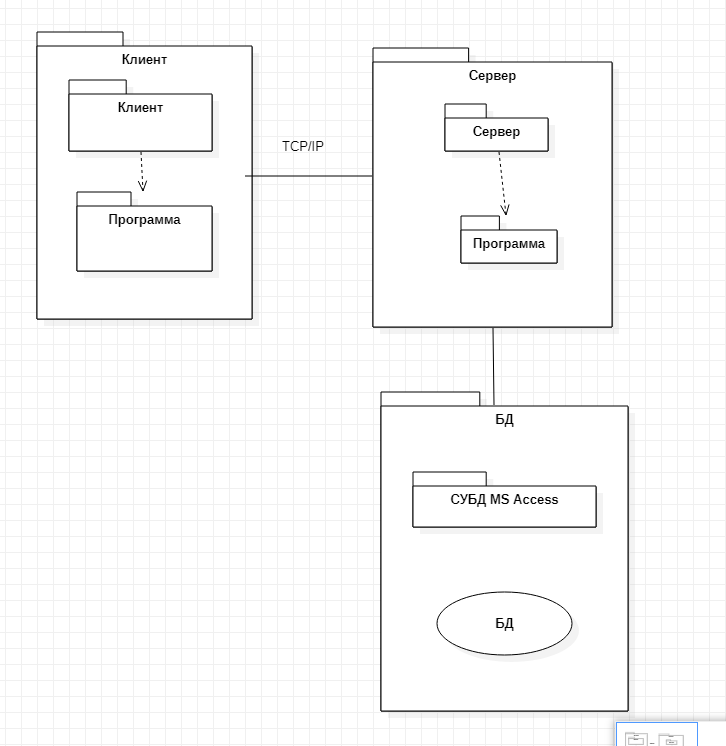 Клиент
Клиент
Программа
TCP/IP
Сервер
Сервер
Программа
БД
СУБД MS Access
БД